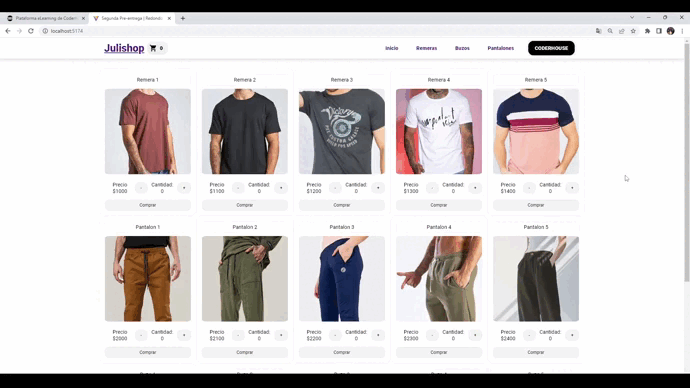 Plataforma eLearning de Coderh
Segunda Pre-entrega | Redondo
localhost:5174
Julishop 0
Inicio Remeras Buzos Pantalones CODERHOUSE
Remera 1 Remera 2 Remera 3 Remera 4 Remera 5
Precio - Cantidad: + Precio - Cantidad: + Precio - Cantidad: + Precio - Cantidad: + Precio - Cantidad: +
$1000 0 $1100 0 $1200 0 $1300 0 $1400 0
Comprar Comprar Comprar Comprar Comprar
Pantalon 1 Pantalon 2 Pantalon 3 Pantalon 4 Pantalon 5
Precio - Cantidad: + Precio - Cantidad: + Precio - Cantidad: + Precio - Cantidad: + Precio - Cantidad: +
$2000 0 $2100 0 $2200 0 $2300 0 $2400 0
Comprar Comprar Comprar Comprar Comprar